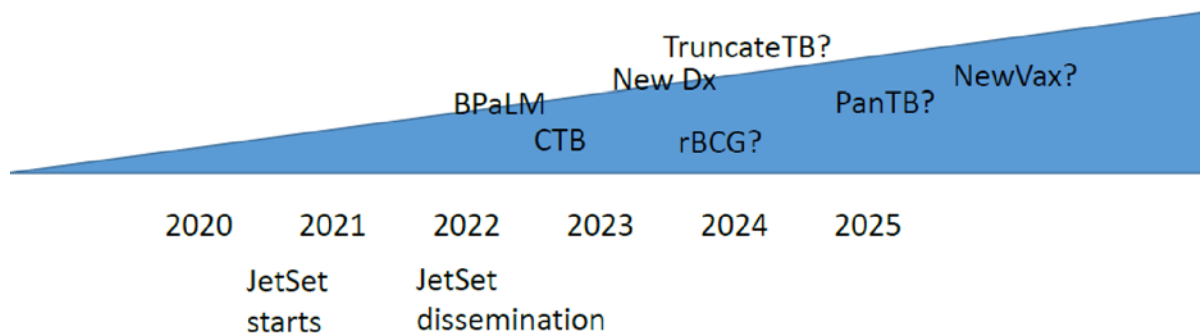 TruncateTB?
New Dx
NewVax?
BPaLM
PanTB?
CTB
rBCG?
2020 2021 2022 2023 2024 2025
JetSet starts
JetSet dissemination